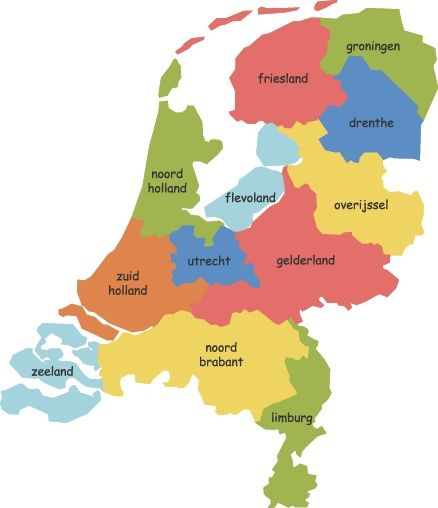 groningen
friesland
drenthe
noord
holland
flevoland
overijssel
utrecht
gelderland
zuid
holland
noord
brabant
zeeland
limburg